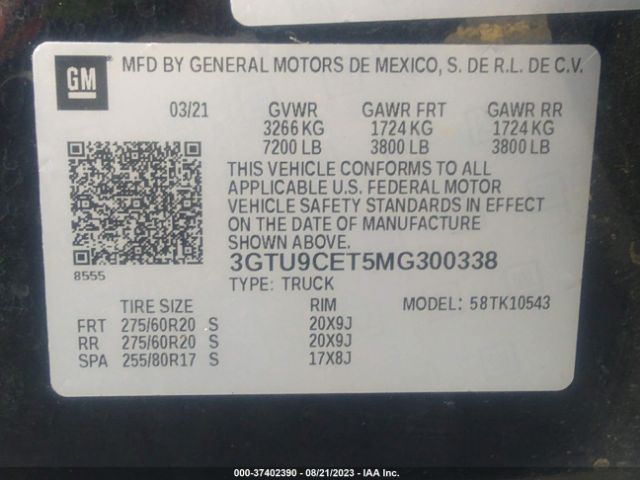 GM
MFD BY GENERAL MOTORS DE MEXICO, S. DE R.L. DE C.V.
03/21 GVWR GAWR FRT GAWR RR
3266 KG 1724 KG 1724 KG
7200 LB 3800 LB 3800 LB
THIS VEHICLE CONFORMS TO ALL
APPLICABLE U.S. FEDERAL MOTOR
VEHICLE SAFETY STANDARDS IN EFFECT
ON THE DATE OF MANUFACTURE
SHOWN ABOVE.
8555
3GTU9CET5MG300338
TYPE: TRUCK
TIRE SIZE RIM MODEL: 58TK10543
FRT 275/60R20 S 20X9J
RR 275/60R20 S 20X9J
SPA 255/80R17 S 17X8J
000-37402390 - 08/21/2023 - IAA Inc.